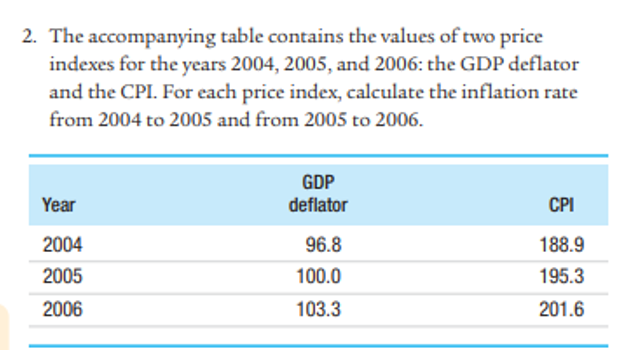 2. The accompanying table contains the values of two price
indexes for the years 2004, 2005, and 2006: the GDP deflator
and the CPI. For each price index, calculate the inflation rate
from 2004 to 2005 and from 2005 to 2006.
Year GDP deflator CPI
2004 96.8 188.9
2005 100.0 195.3
2006 103.3 201.6